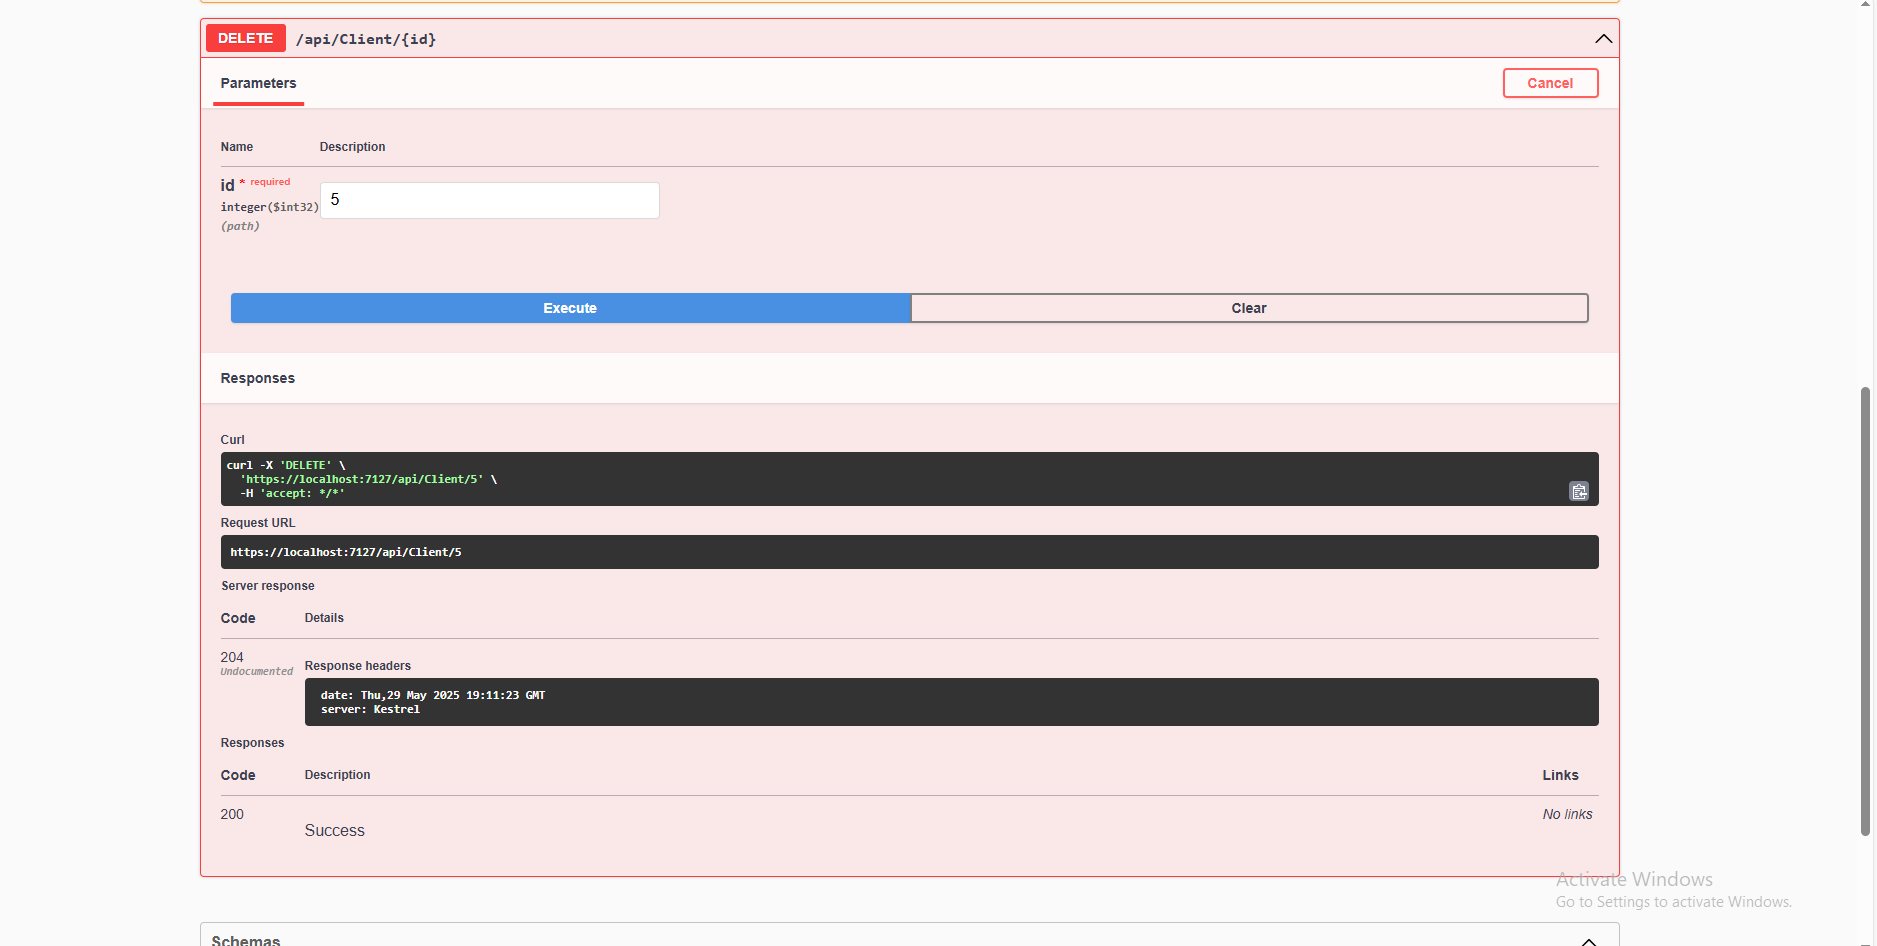 DELETE /api/Client/{id}
Parameters
Cancel
Name Description
id * required
integer($int32)
(path)
5
Execute
Clear
Responses
Curl
curl -X 'DELETE' \
'https://localhost:7127/api/Client/5' \
-H 'accept: */*'
Request URL
https://localhost:7127/api/Client/5
Server response
Code Details
204
Undocumented
Response headers
date: Thu,29 May 2025 19:11:23 GMT
server: Kestrel
Responses
Code Description Links
200
Success
No links
Activate Windows
Go to Settings to activate Windows.
Schemas